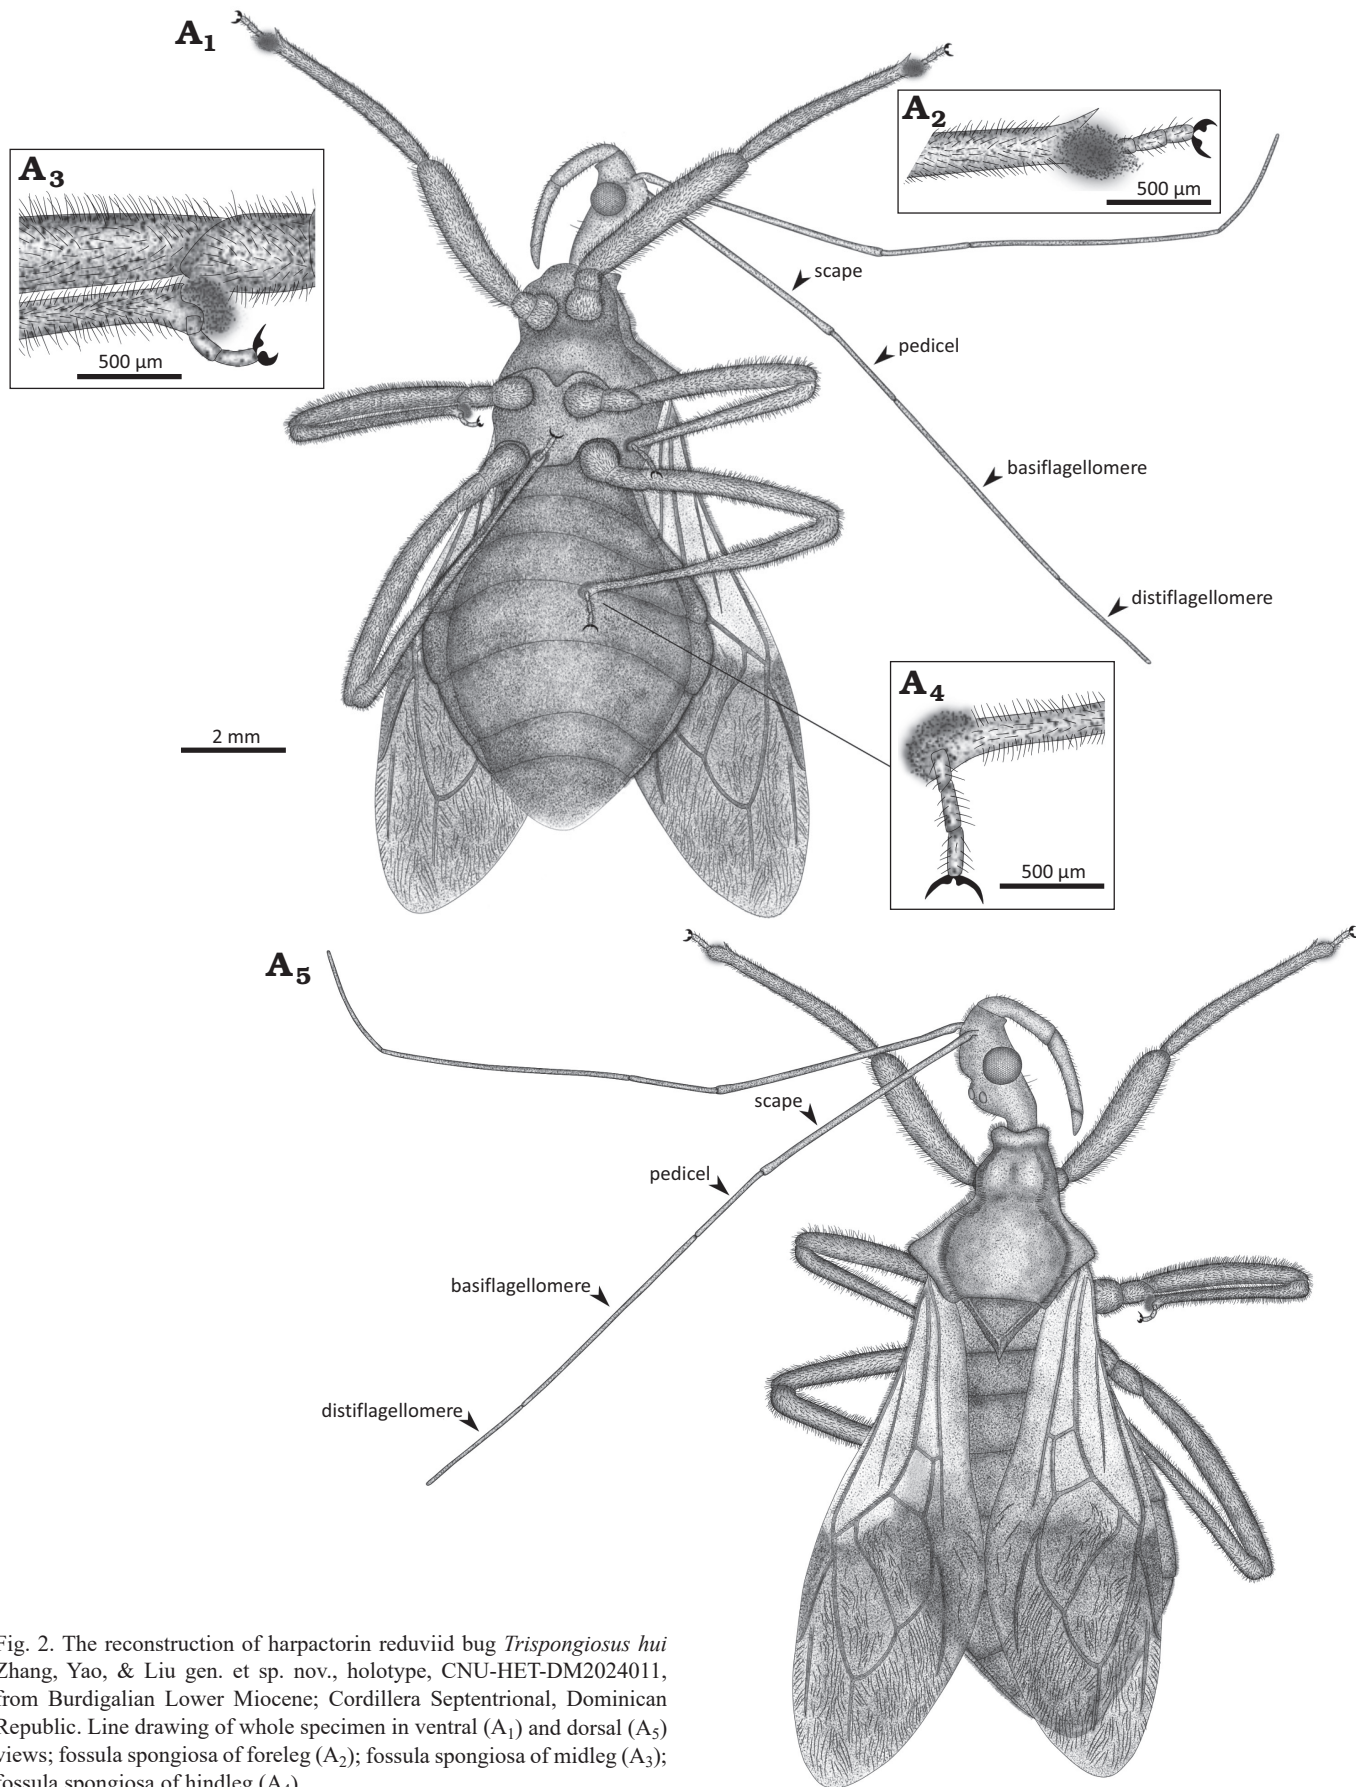 A1
A2
500 µm
A3
500 µm
scape
pedicel
basiflagellomere
distiflagellomere
2 mm
A4
500 µm
A5
scape
pedicel
basiflagellomere
distiflagellomere
Fig. 2. The reconstruction of harpactorin reduviid bug Trispongiosus hui
Zhang, Yao, & Liu gen. et sp. nov., holotype, CNU-HET-DM2024011,
from Burdigalian Lower Miocene; Cordillera Septentrional, Dominican
Republic. Line drawing of whole specimen in ventral (A1) and dorsal (A5)
views; fossula spongiosa of foreleg (A2); fossula spongiosa of midleg (A3);
fossula spongiosa of hindleg (A4).